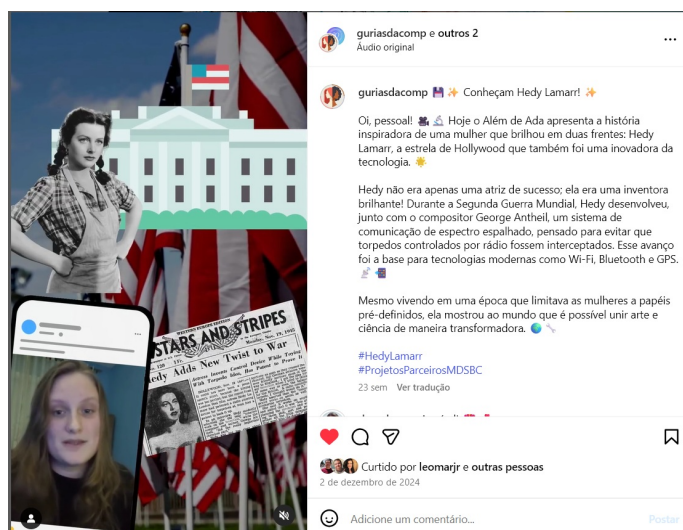 guriasdacomp e outros 2
Áudio original
guriasdacomp 💾 ✨ Conheçam Hedy Lamarr! ✨
Oi, pessoal! 🎥 🔬 Hoje o Além de Ada apresenta a história
inspiradora de uma mulher que brilhou em duas frentes: Hedy
Lamarr, a estrela de Hollywood que também foi uma inovadora da
tecnologia. 🌟
Hedy não era apenas uma atriz de sucesso; ela era uma inventora
brilhante! Durante a Segunda Guerra Mundial, Hedy desenvolveu,
junto com o compositor George Antheil, um sistema de
comunicação de espectro espalhado, pensado para evitar que
torpedos controlados por rádio fossem interceptados. Esse avanço
foi a base para tecnologias modernas como Wi-Fi, Bluetooth e GPS.
📡 📲
Mesmo vivendo em uma época que limitava as mulheres a papéis
pré-definidos, ela mostrou ao mundo que é possível unir arte e
ciência de maneira transformadora. 🌍 🔧
#HedyLamarr
#ProjetosParceirosMDSBC
23 sem Ver tradução
Curtido por leomarjr e outras pessoas
2 de dezembro de 2024
Adicione um comentário...
Postar
STARS AND STRIPES
Nov. 19, 1945
edy Adds New Twist to War